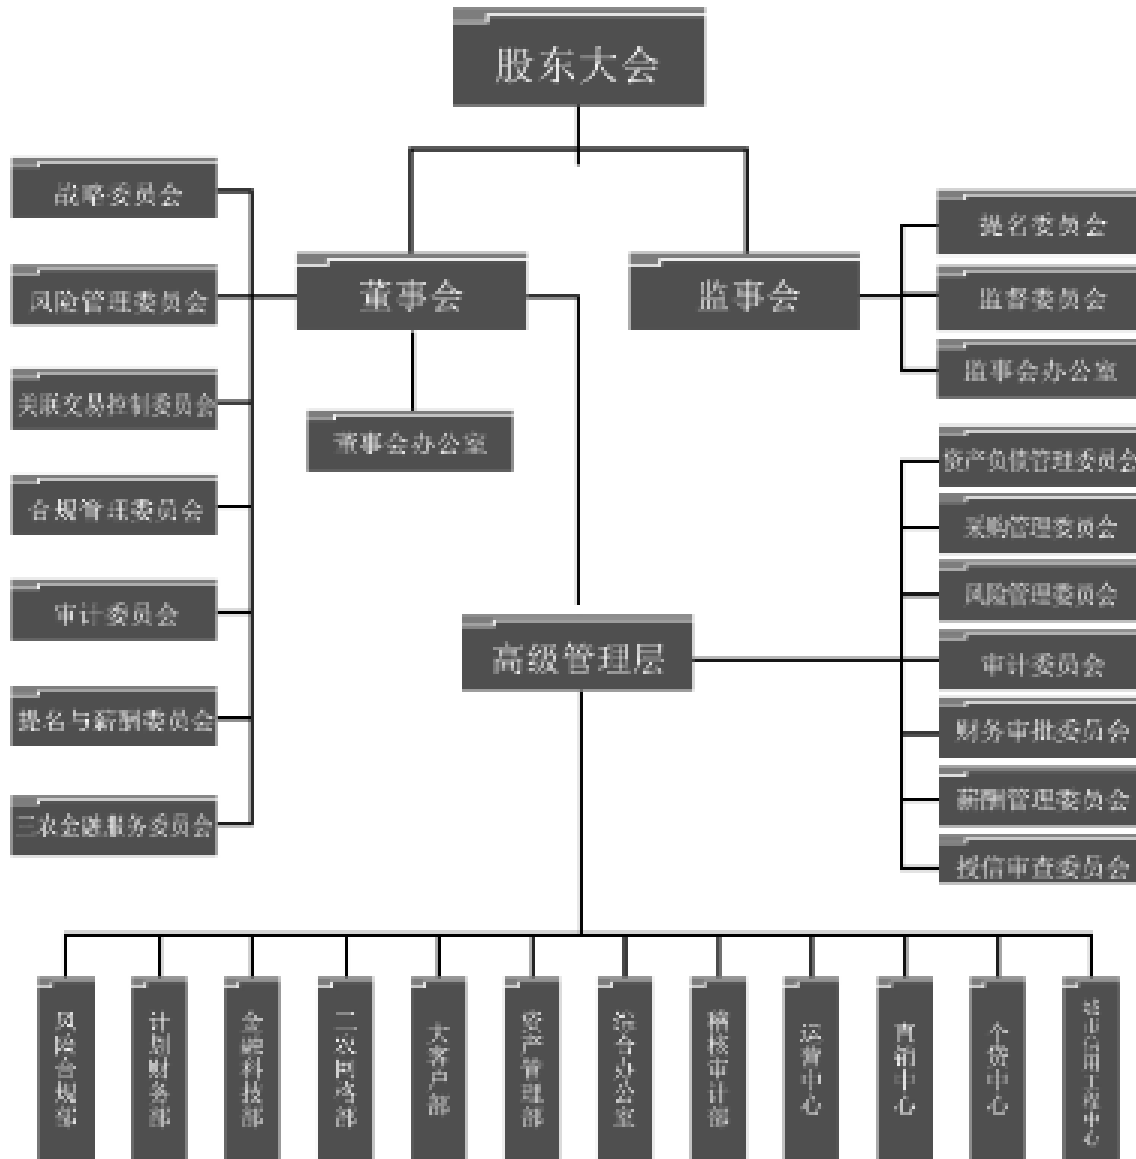 股东大会
董事会
监事会
战略委员会
风险管理委员会
关联交易控制委员会
合规管理委员会
审计委员会
提名与薪酬委员会
三农金融服务委员会
董事会办公室
提名委员会
监督委员会
监事会办公室
高级管理层
资产负债管理委员会
采购管理委员会
风险管理委员会
审计委员会
财务审批委员会
薪酬管理委员会
授信审查委员会
风险合规部
计划财务部
金融科技部
三农网络部
大客户部
资产管理部
综合办公室
稽核审计部
运营中心
直销中心
个贷中心
信用工程中心